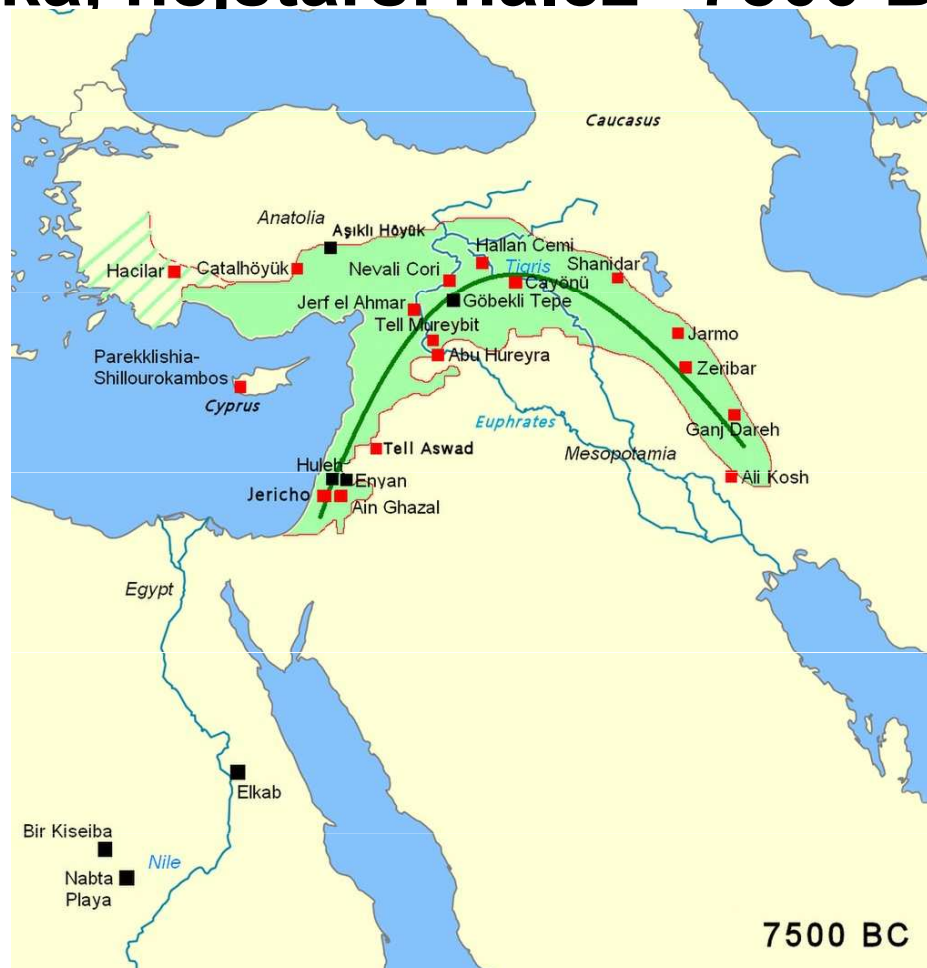 Caucasus
Anatolia
Aşıklı Höyük
Hallan Cemi
Hacilar
Catalhöyük
Nevali Cori
Tigris
Shanidar
Cayönü
Jerf el Ahmar
Göbekli Tepe
Tell Mureybit
Jarmo
Abu Hureyra
Parekklishia-
Shillourokambos
Zeribar
Cyprus
Euphrates
Ganj Dareh
Tell Aswad
Mesopotamia
Huleh
Enyan
Ali Kosh
Jericho
Ain Ghazal
Egypt
Elkab
Bir Kiseiba
Nile
Nabta
Playa
7500 BC